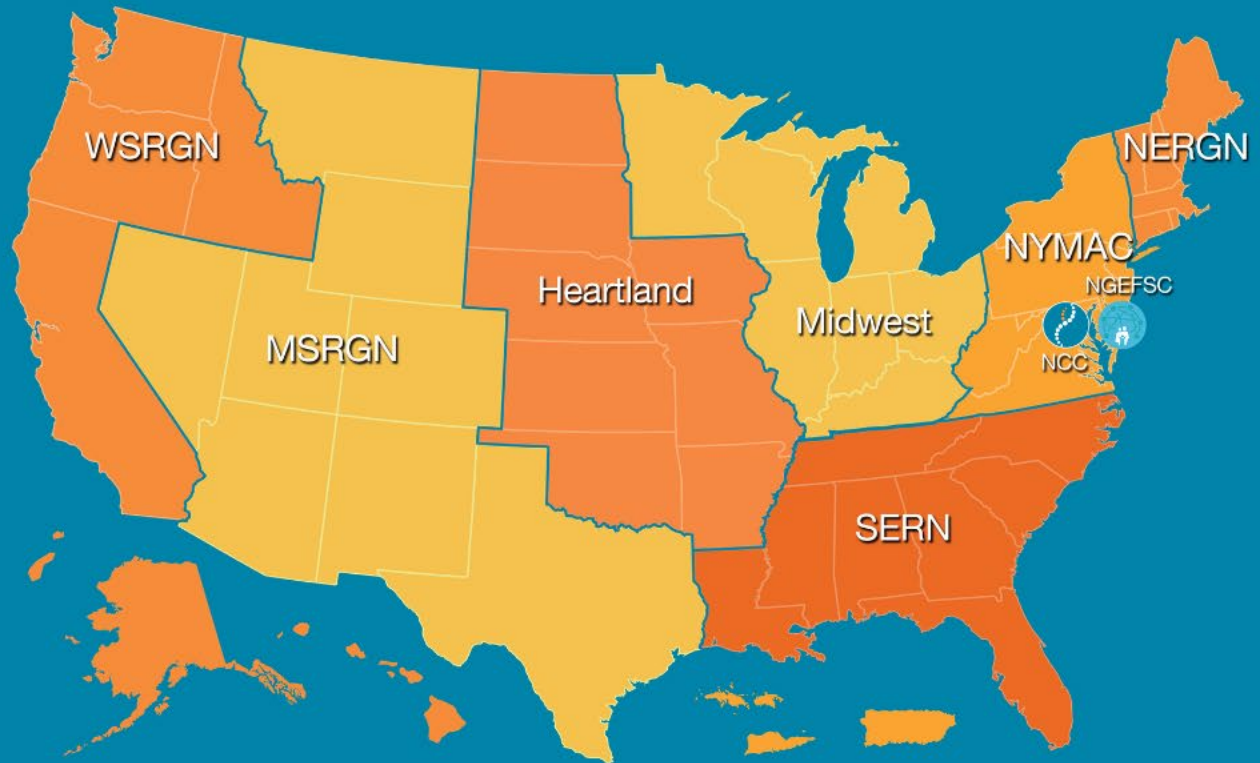 WSRGN
NERGN
NYMAC
NGEFSC
Heartland
Midwest
MSRGN
NCC
SERN